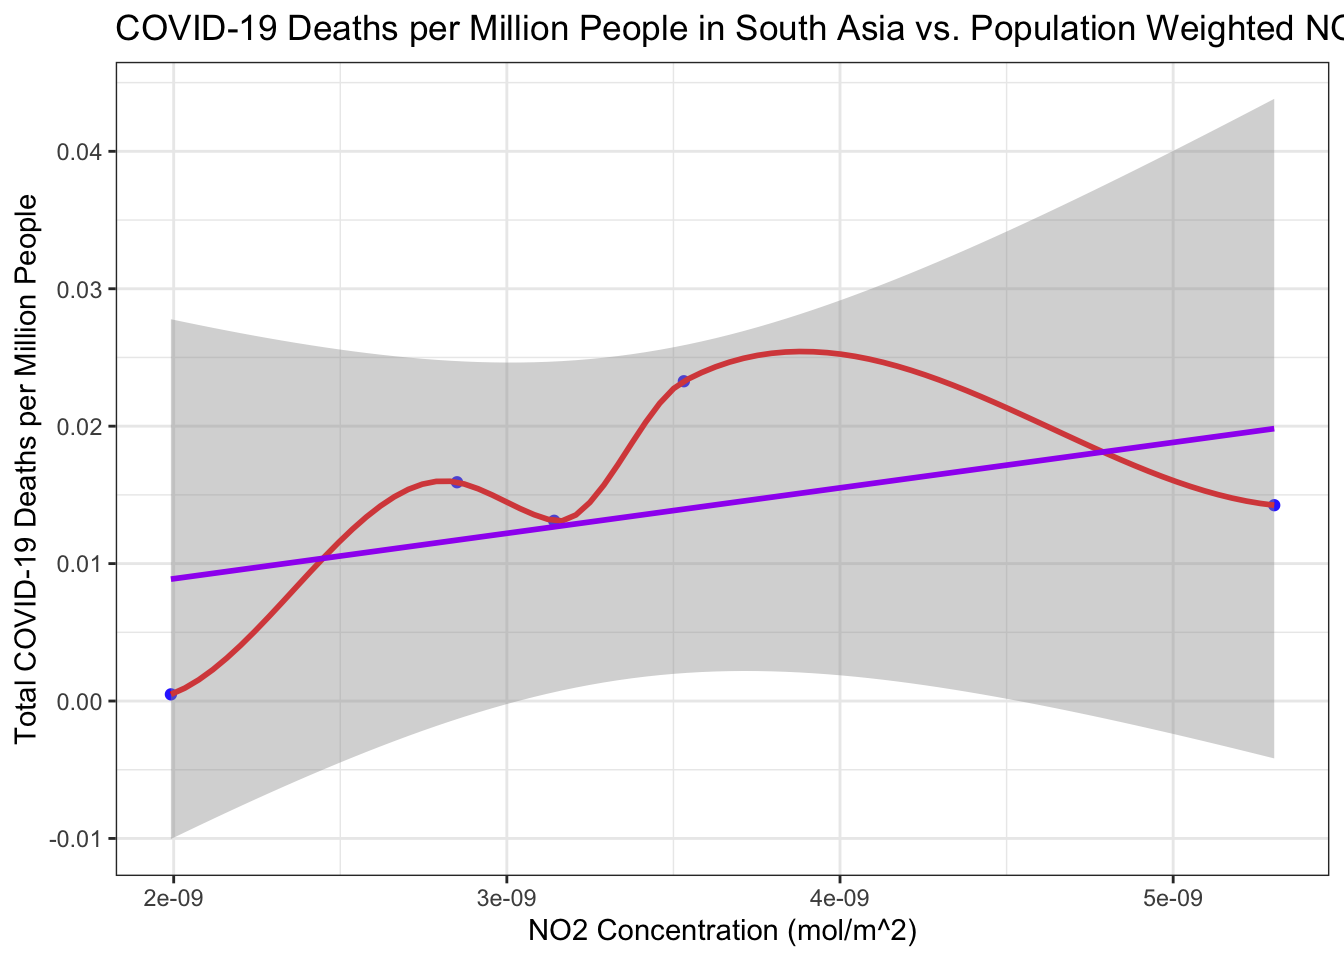 COVID-19 Deaths per Million People in South Asia vs. Population Weighted
Total COVID-19 Deaths per Million People
0.04
0.03
0.02
0.01
0.00
-0.01
2e-09 3e-09 4e-09 5e-09
NO2 Concentration (mol/m^2)